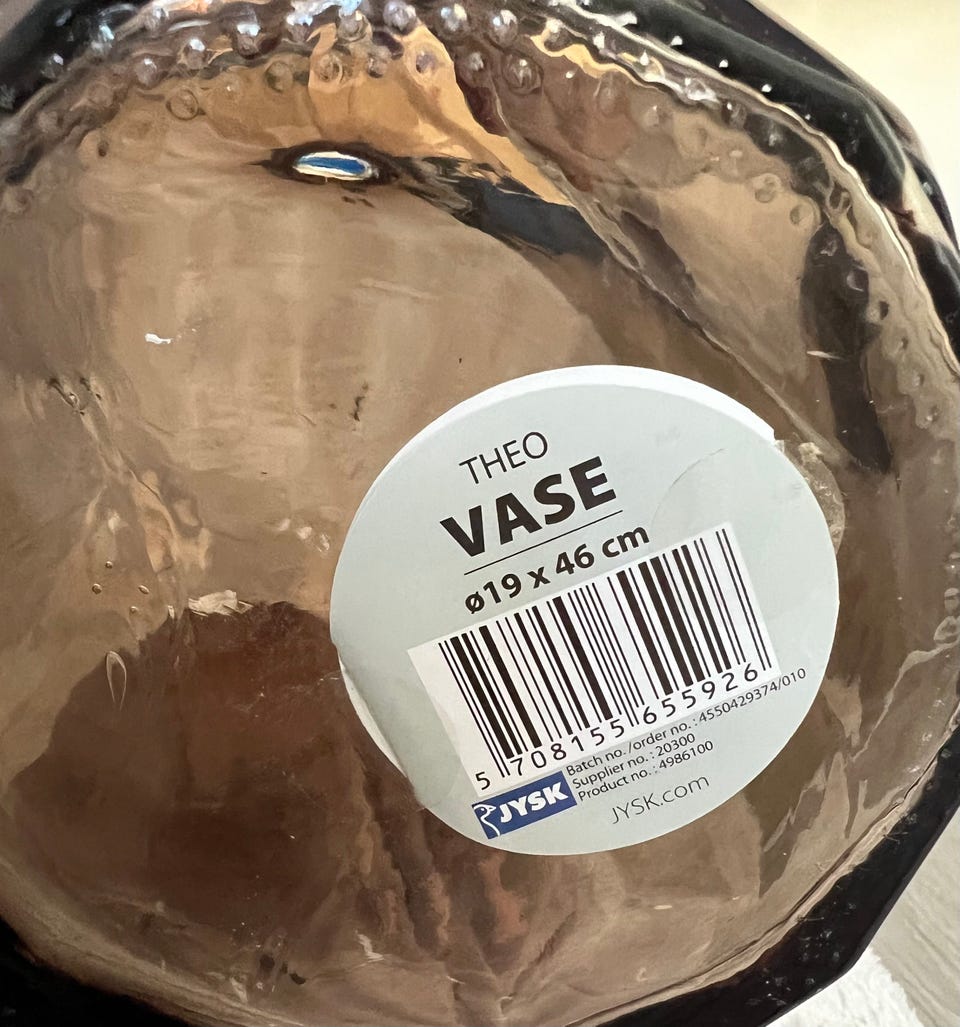 THEO
VASE
ø19 x 46 cm
5 708155 655926
Batch no./order no.: 4550429374/010
Supplier no.: 20300
Product no.: 4986100
JYSK
JYSK.com